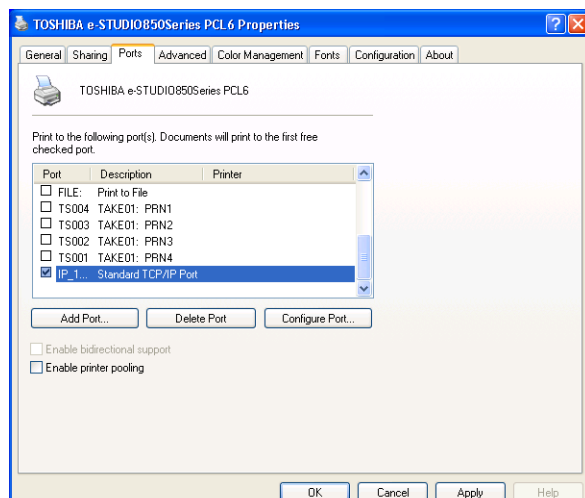 TOSHIBA e-STUDIO850Series PCL6 Properties
General Sharing Ports Advanced Color Management Fonts Configuration About
TOSHIBA e-STUDIO850Series PCL6
Print to the following port(s). Documents will print to the first free
checked port.
Port Description Printer
FILE: Print to File
TS004 TAKE01: PRN1
TS003 TAKE01: PRN2
TS002 TAKE01: PRN3
TS001 TAKE01: PRN4
IP_1... Standard TCP/IP Port
Add Port... Delete Port Configure Port...
Enable bidirectional support
Enable printer pooling
OK Cancel Apply Help